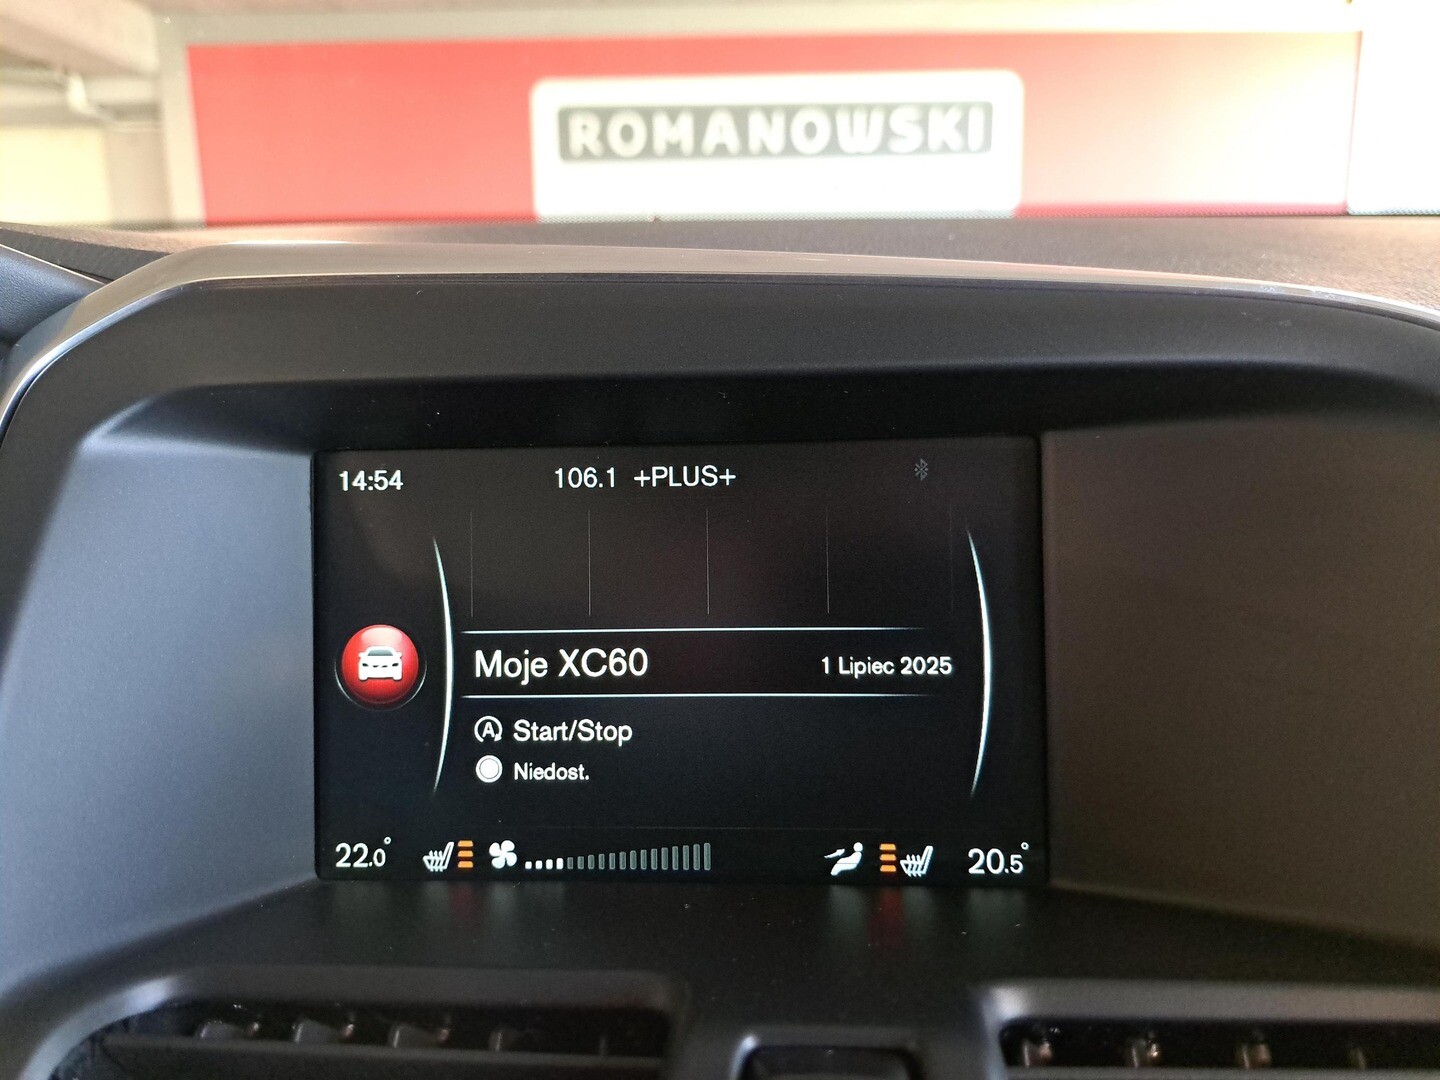 ROMANOWSKI
14:54 106.1 +PLUS+
Moje XC60 1 Lipiec 2025
A Start/Stop
Niedost.
22.0° 20.5°